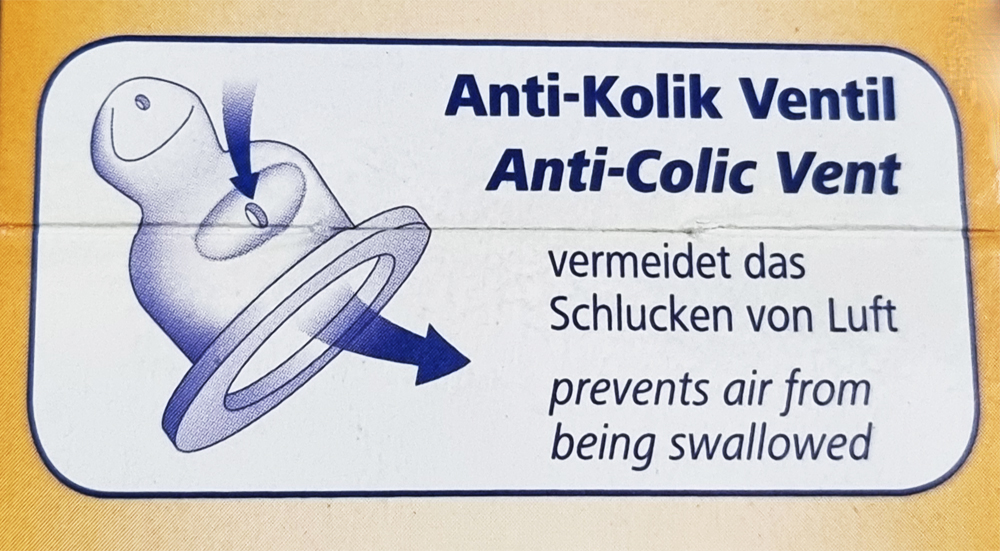 Anti-Kolik Ventil
Anti-Colic Vent
vermeidet das
Schlucken von Luft
prevents air from
being swallowed